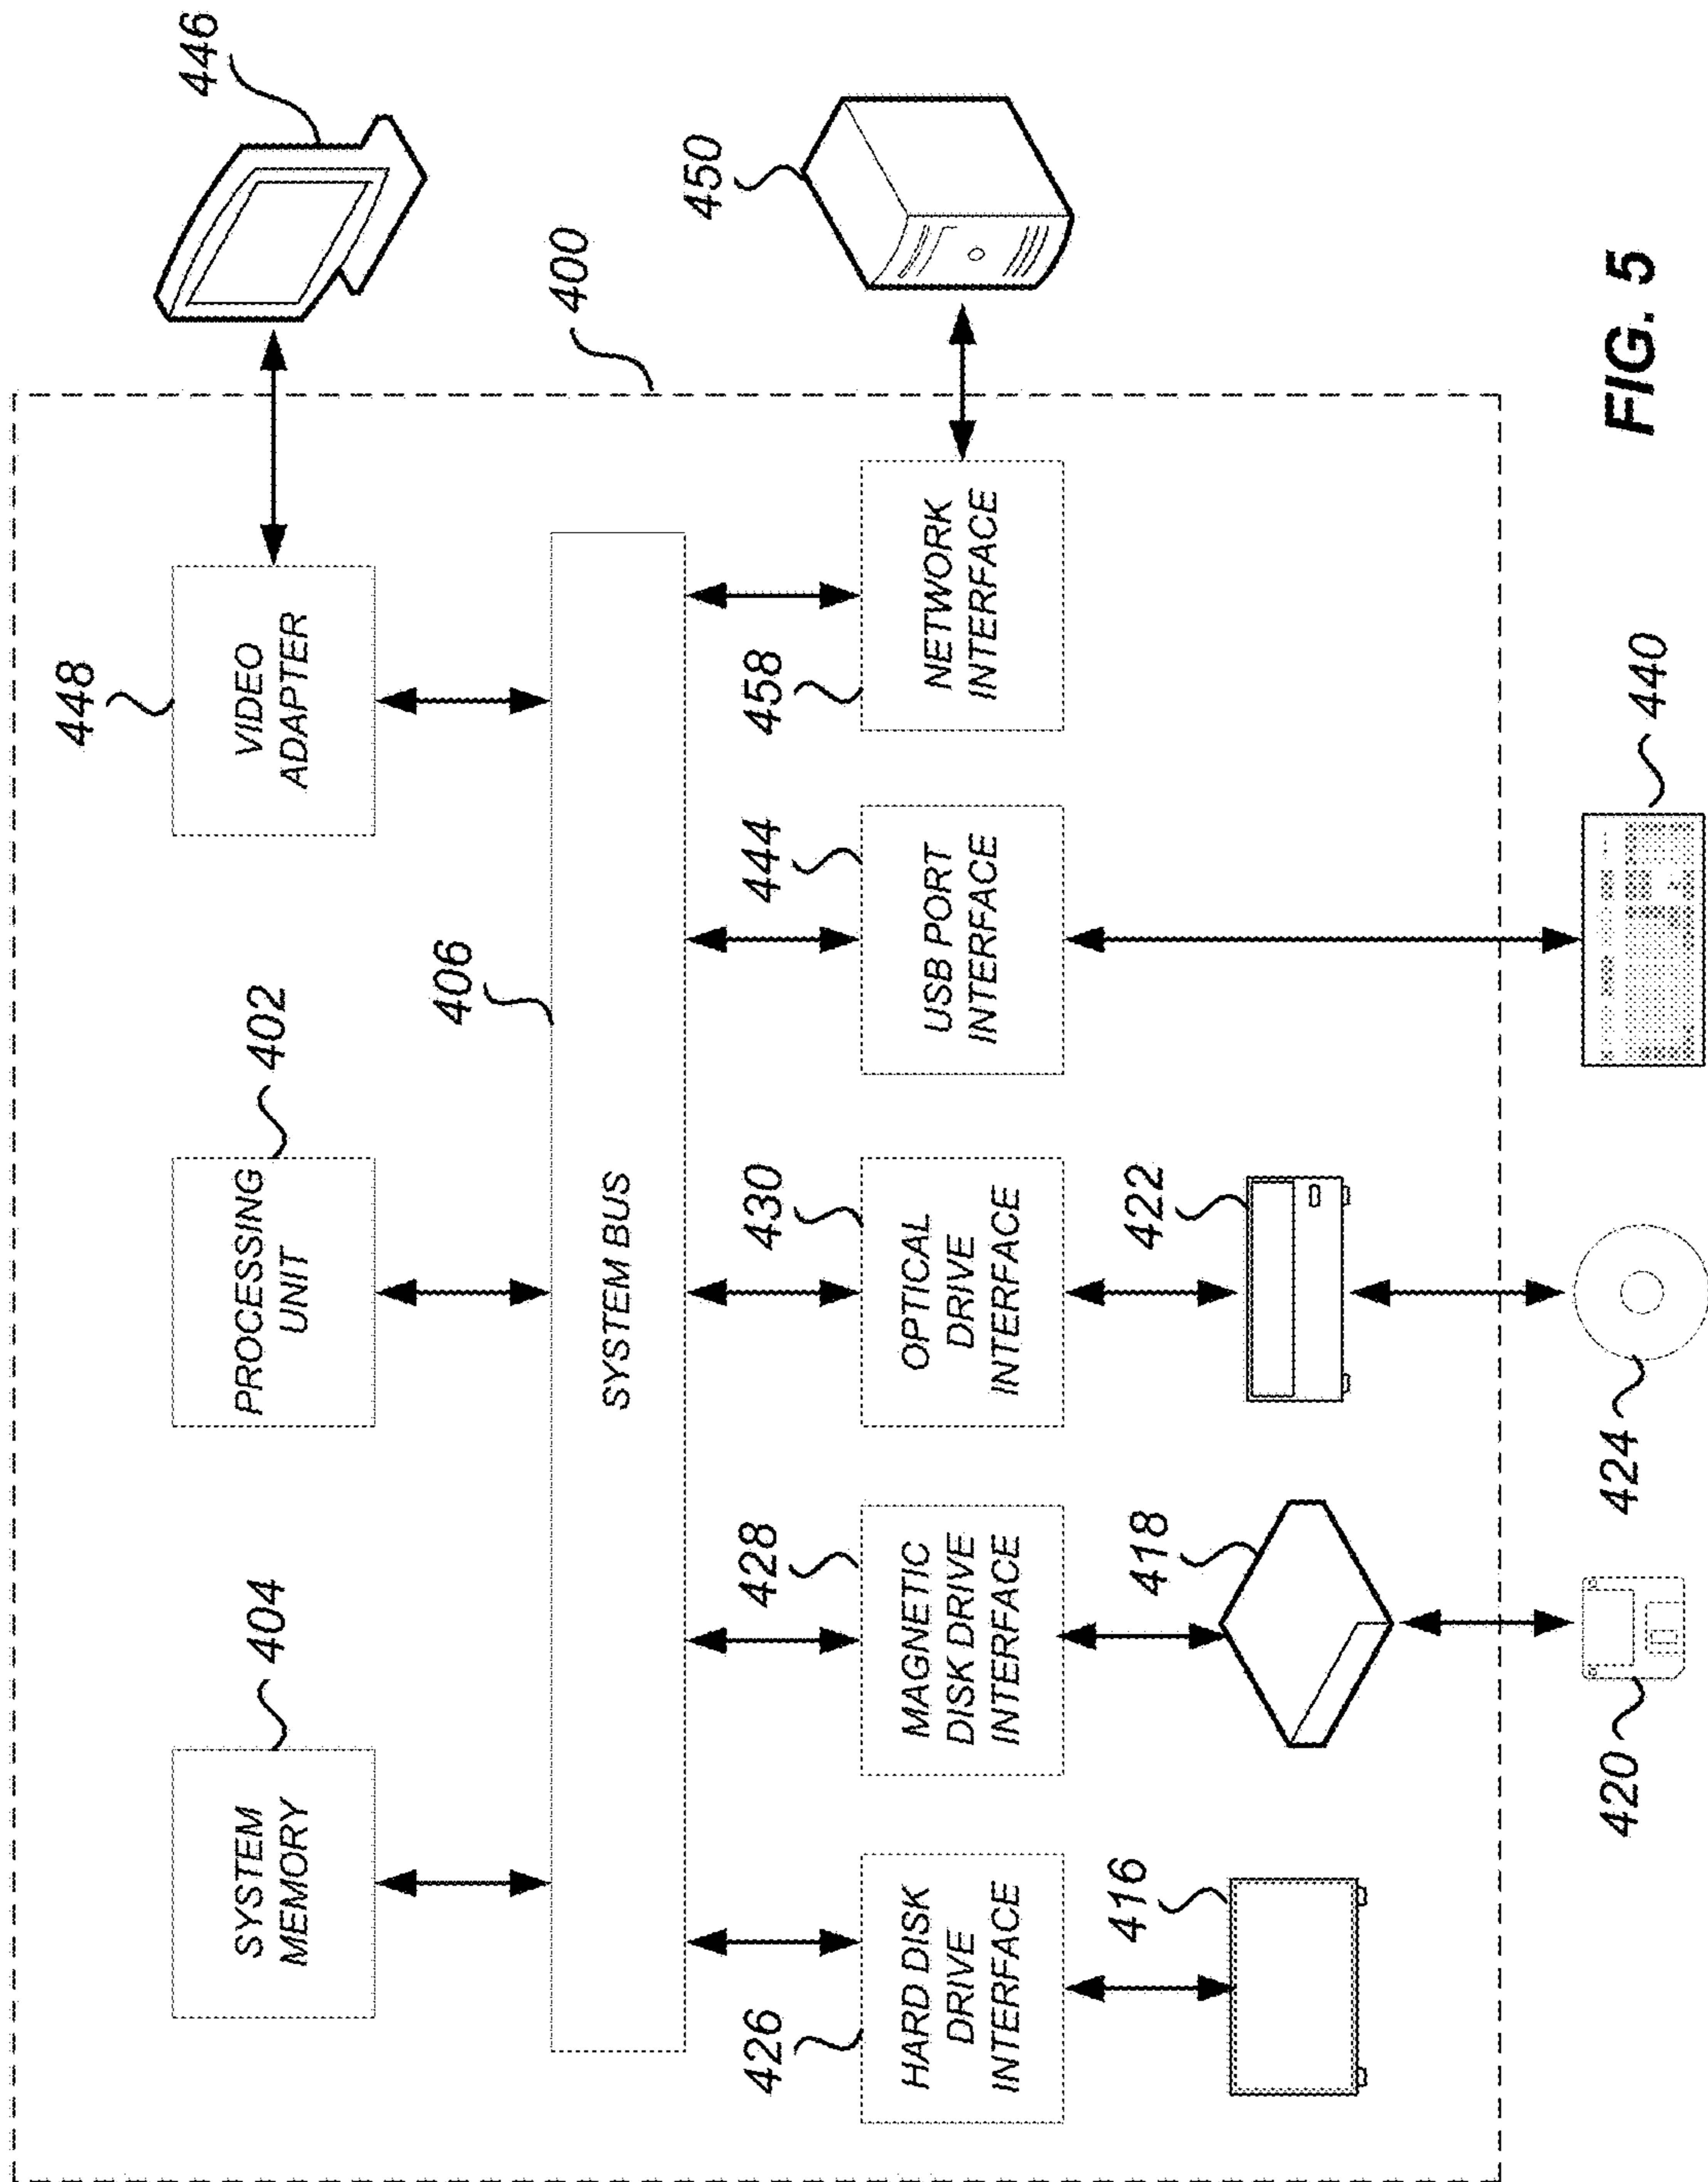 SYSTEM
MEMORY
404
PROCESSING
UNIT
402
VIDEO
ADAPTER
448
446
406
SYSTEM BUS
400
426
HARD DISK
DRIVE
INTERFACE
428
MAGNETIC
DISK DRIVE
INTERFACE
430
OPTICAL
DRIVE
INTERFACE
444
USB PORT
INTERFACE
458
NETWORK
INTERFACE
450
416
418
422
420
424
440
FIG. 5